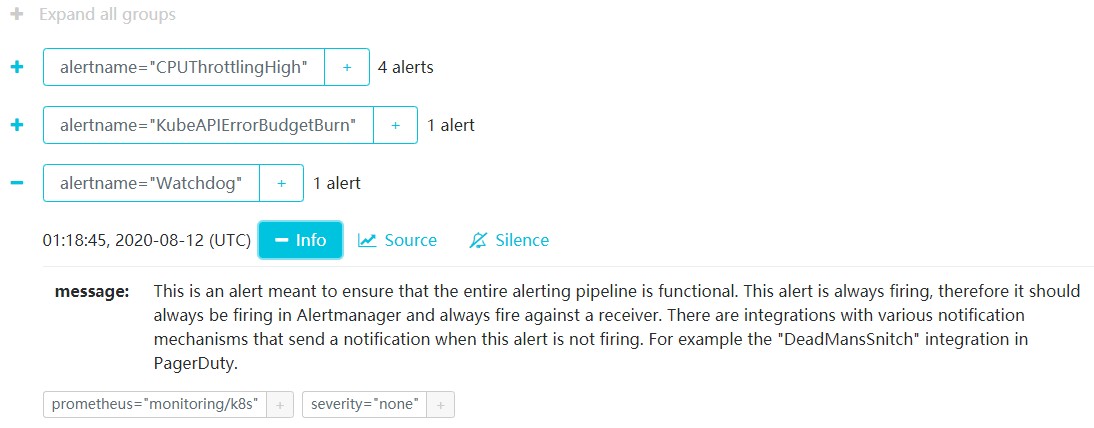 + Expand all groups
+ alertname="CPUThrottlingHigh" + 4 alerts
+ alertname="KubeAPIErrorBudgetBurn" + 1 alert
− alertname="Watchdog" + 1 alert
01:18:45, 2020-08-12 (UTC) − Info Source Silence
message: This is an alert meant to ensure that the entire alerting pipeline is functional. This alert is always firing, therefore it should
always be firing in Alertmanager and always fire against a receiver. There are integrations with various notification
mechanisms that send a notification when this alert is not firing. For example the "DeadMansSnitch" integration in
PagerDuty.
prometheus="monitoring/k8s" + severity="none" +